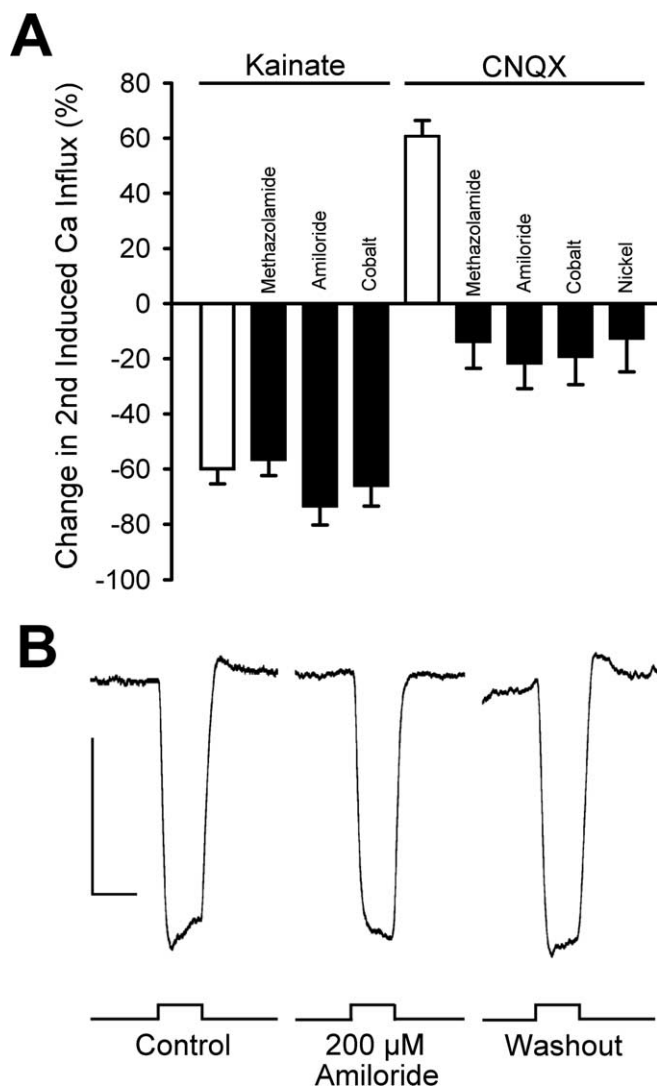 A
Kainate
CNQX
Change in 2nd Induced Ca Influx (%)
80
60
40
20
0
-20
-40
-60
-80
-100
Methazolamide
Amiloride
Cobalt
Methazolamide
Amiloride
Cobalt
Nickel
B
Control
200 µM
Amiloride
Washout